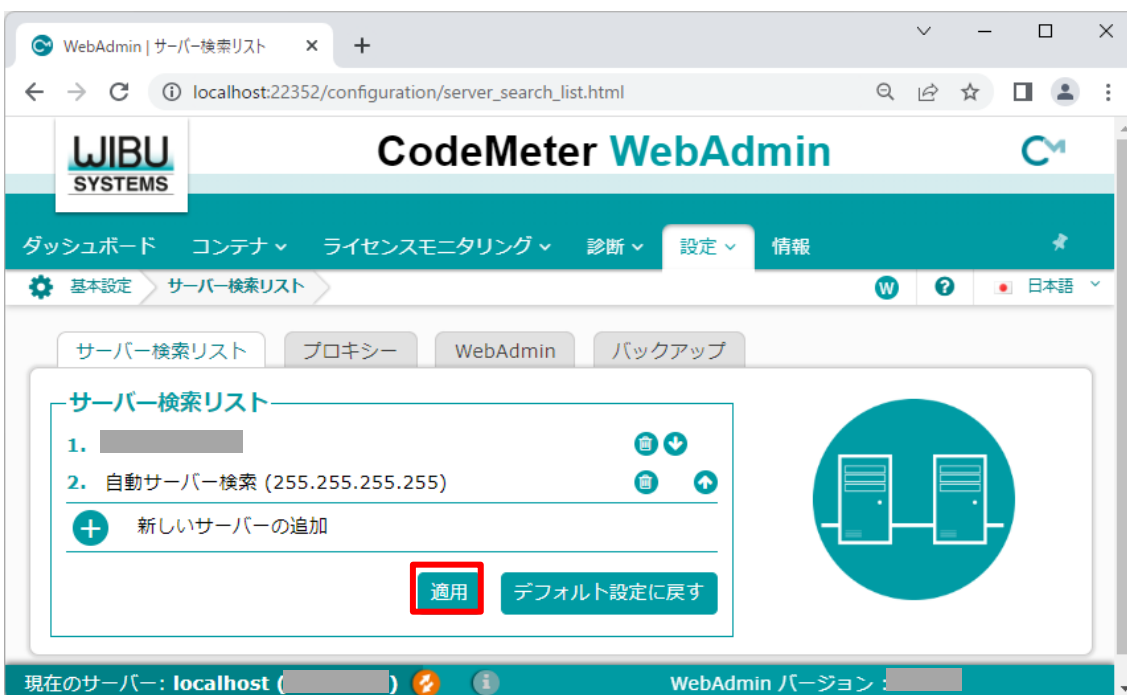 WebAdmin | サーバー検索リスト
localhost:22352/configuration/server_search_list.html
WIBU
SYSTEMS
CodeMeter WebAdmin
ダッシュボード コンテナ ライセンスモニタリング 診断 設定 情報
基本設定 サーバー検索リスト W ? 日本語
サーバー検索リスト プロキシー WebAdmin バックアップ
サーバー検索リスト
1.
2. 自動サーバー検索 (255.255.255.255)
新しいサーバーの追加
適用 デフォルト設定に戻す
現在のサーバー: localhost ( ) WebAdmin バージョン :